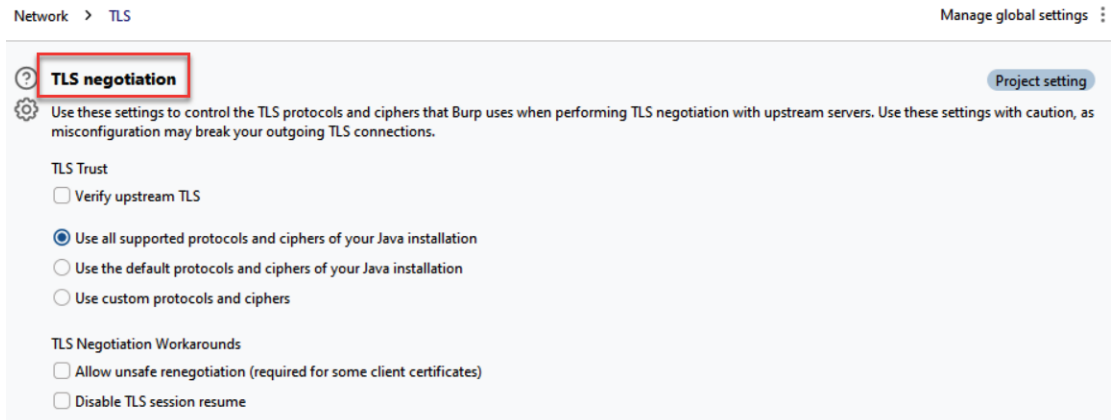 Network > TLS
Manage global settings
TLS negotiation
Project setting
Use these settings to control the TLS protocols and ciphers that Burp uses when performing TLS negotiation with upstream servers. Use these settings with caution, as
misconfiguration may break your outgoing TLS connections.
TLS Trust
Verify upstream TLS
Use all supported protocols and ciphers of your Java installation
Use the default protocols and ciphers of your Java installation
Use custom protocols and ciphers
TLS Negotiation Workarounds
Allow unsafe renegotiation (required for some client certificates)
Disable TLS session resume